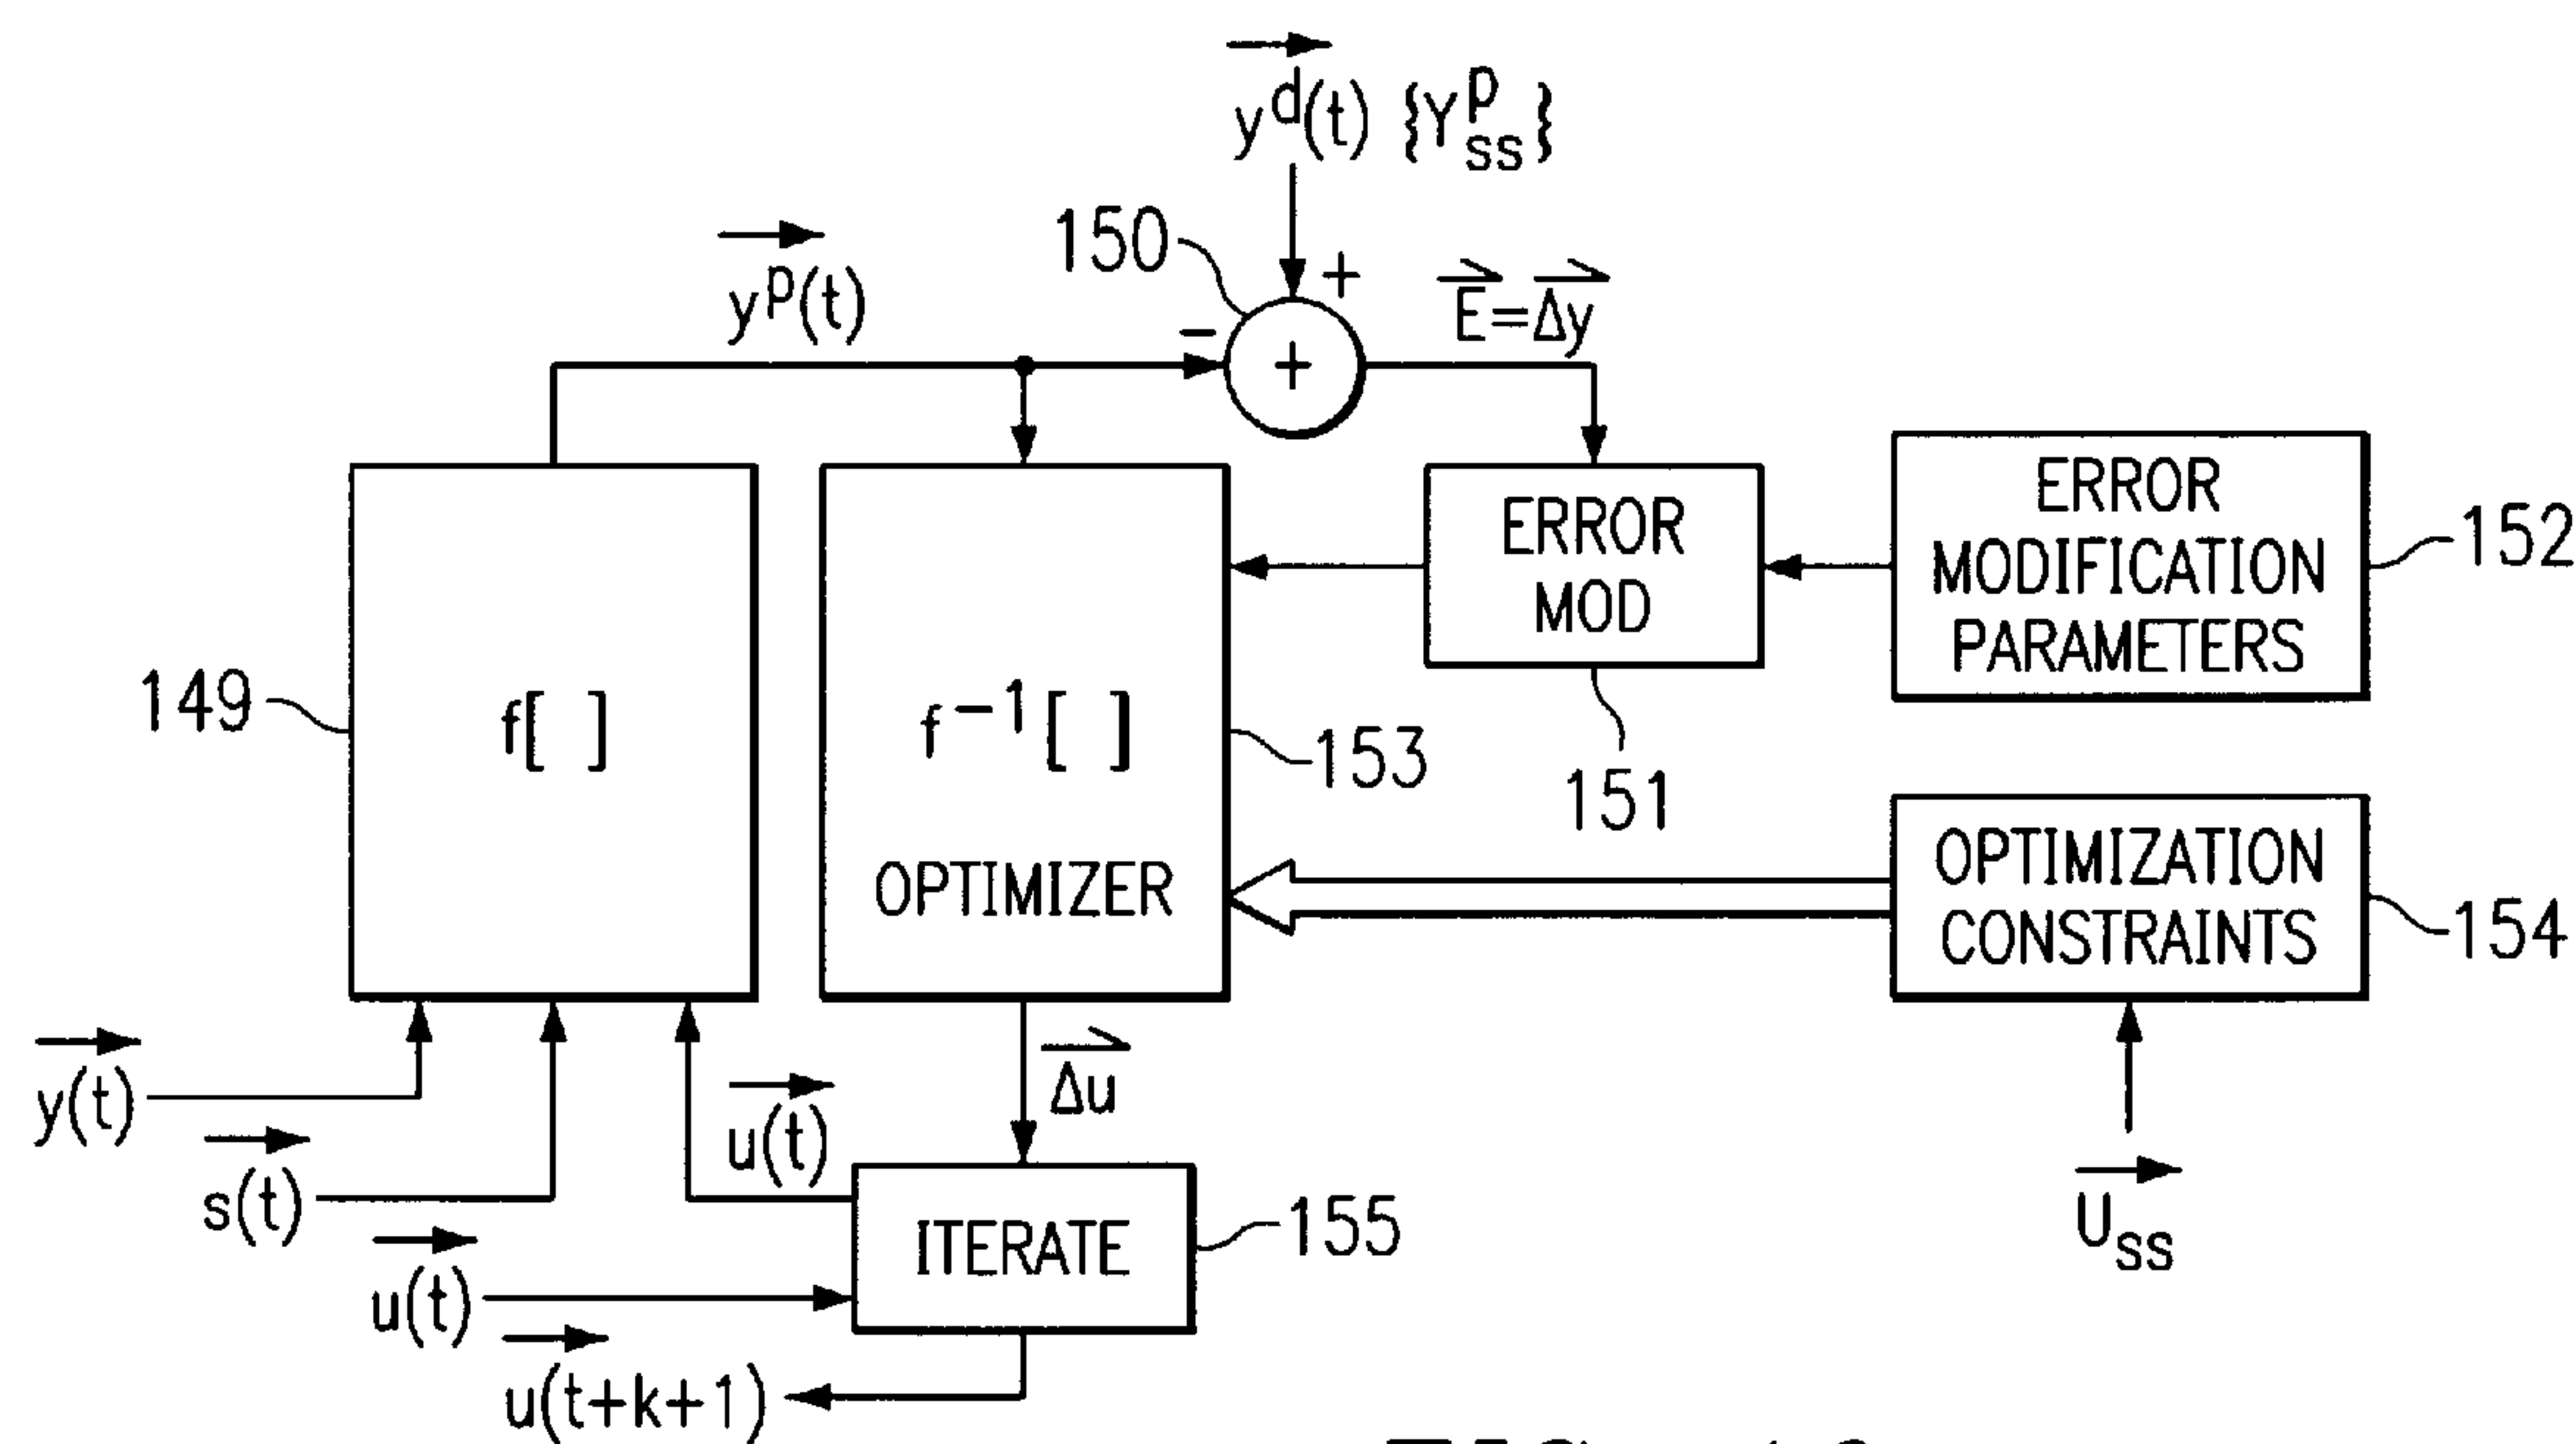 y^d(t) {Y^p_ss}
150
y^p(t)
+
-
+
E=Δy
ERROR
MODIFICATION
PARAMETERS
152
ERROR
MOD
151
149
f[ ]
f^-1 [ ]
OPTIMIZER
153
OPTIMIZATION
CONSTRAINTS
154
y(t)
s(t)
u(t)
Δu
u(t)
ITERATE
155
u(t+k+1)
U_ss